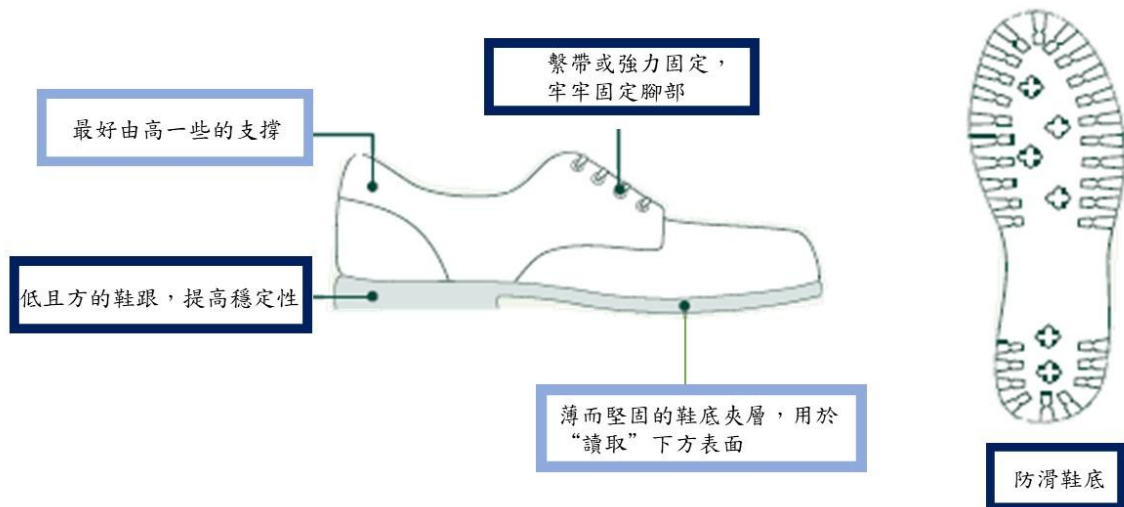 繫帶或強力固定，
牢牢固定腳部
最好由高一些的支撐
低且方的鞋跟，提高穩定性
薄而堅固的鞋底夾層，用於
“讀取”下方表面
防滑鞋底